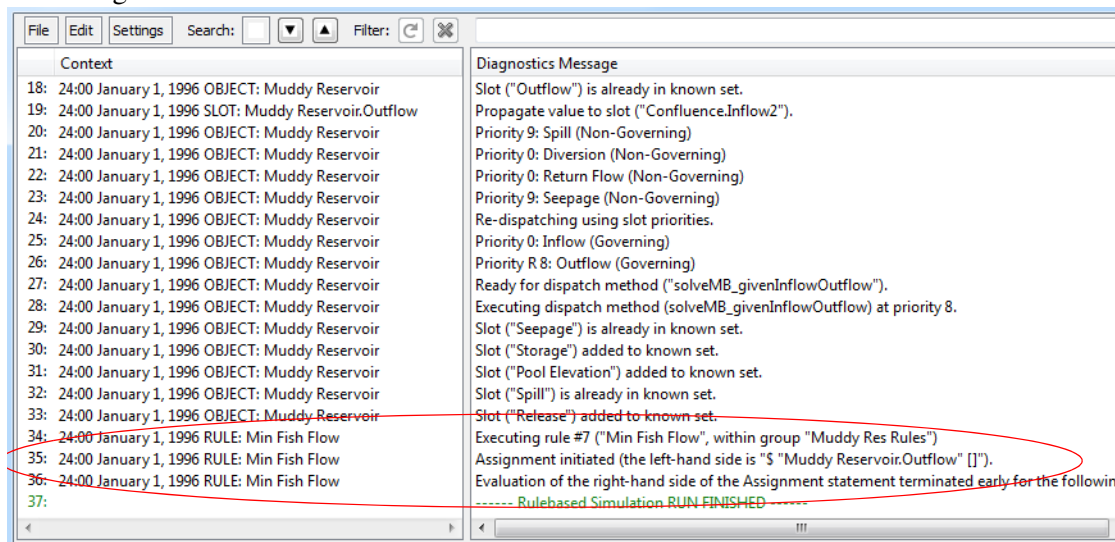 File Edit Settings Search: Filter:
Context Diagnostics Message
18: 24:00 January 1, 1996 OBJECT: Muddy Reservoir Slot ("Outflow") is already in known set.
19: 24:00 January 1, 1996 SLOT: Muddy Reservoir.Outflow Propagate value to slot ("Confluence.Inflow2").
20: 24:00 January 1, 1996 OBJECT: Muddy Reservoir Priority 9: Spill (Non-Governing)
21: 24:00 January 1, 1996 OBJECT: Muddy Reservoir Priority 0: Diversion (Non-Governing)
22: 24:00 January 1, 1996 OBJECT: Muddy Reservoir Priority 0: Return Flow (Non-Governing)
23: 24:00 January 1, 1996 OBJECT: Muddy Reservoir Priority 9: Seepage (Non-Governing)
24: 24:00 January 1, 1996 OBJECT: Muddy Reservoir Re-dispatching using slot priorities.
25: 24:00 January 1, 1996 OBJECT: Muddy Reservoir Priority 0: Inflow (Governing)
26: 24:00 January 1, 1996 OBJECT: Muddy Reservoir Priority R 8: Outflow (Governing)
27: 24:00 January 1, 1996 OBJECT: Muddy Reservoir Ready for dispatch method ("solveMB_givenInflowOutflow").
28: 24:00 January 1, 1996 OBJECT: Muddy Reservoir Executing dispatch method (solveMB_givenInflowOutflow) at priority 8.
29: 24:00 January 1, 1996 OBJECT: Muddy Reservoir Slot ("Seepage") is already in known set.
30: 24:00 January 1, 1996 OBJECT: Muddy Reservoir Slot ("Storage") added to known set.
31: 24:00 January 1, 1996 OBJECT: Muddy Reservoir Slot ("Pool Elevation") added to known set.
32: 24:00 January 1, 1996 OBJECT: Muddy Reservoir Slot ("Spill") is already in known set.
33: 24:00 January 1, 1996 OBJECT: Muddy Reservoir Slot ("Release") added to known set.
34: 24:00 January 1, 1996 RULE: Min Fish Flow Executing rule #7 ("Min Fish Flow", within group "Muddy Res Rules")
35: 24:00 January 1, 1996 RULE: Min Fish Flow Assignment initiated (the left-hand side is "$ "Muddy Reservoir.Outflow" []").
36: 24:00 January 1, 1996 RULE: Min Fish Flow Evaluation of the right-hand side of the Assignment statement terminated early for the followin
37: ------ Rulebased Simulation RUN FINISHED ------